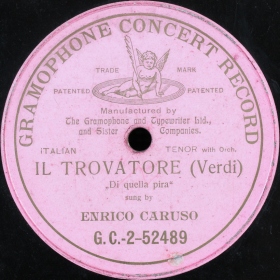 GRAMOPHONE CONCERT RECORD
TRADE MARK
PATENTED PATENTED
Manufactured by
The Gramophone and Typewriter Ltd.,
and Sister Companies.
ITALIAN TENOR with Orch.
IL TROVATORE (Verdi)
„Di quella pira“
sung by
ENRICO CARUSO
G.C.-2-52489